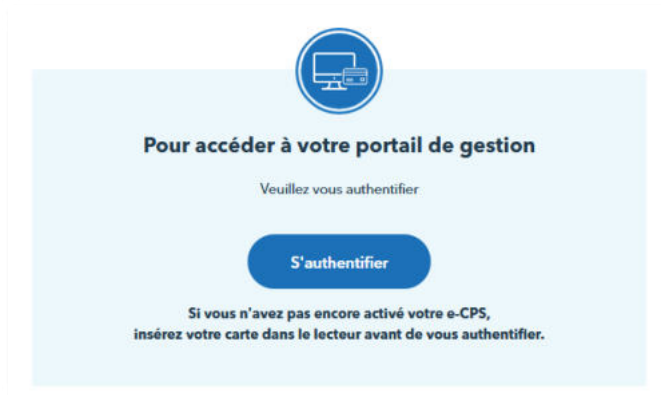 Pour accéder à votre portail de gestion
Veuillez vous authentifier
S'authentifier
Si vous n'avez pas encore activé votre e-CPS,
insérez votre carte dans le lecteur avant de vous authentifier.